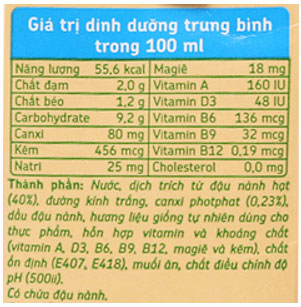 Giá trị dinh dưỡng trung bình
trong 100 ml
Năng lượng 55,6 kcal Magiê 18 mg
Chất đạm 2,0 g Vitamin A 160 IU
Chất béo 1,2 g Vitamin D3 48 IU
Carbohydrate 9,2 g Vitamin B6 136 mcg
Canxi 80 mg Vitamin B9 32 mcg
Kẽm 456 mcg Vitamin B12 0,19 mcg
Natri 25 mg Cholesterol 0,0 mg
Thành phần: Nước, dịch trích từ đậu nành hạt
(40%), đường kính trắng, canxi photphat (0,23%),
dầu đậu nành, hương liệu giống tự nhiên dùng cho
thực phẩm, hỗn hợp vitamin và khoáng chất
(vitamin A, D3, B6, B9, B12, magiê và kẽm), chất
ổn định (E407, E418), muối ăn, chất điều chỉnh độ
pH (500ii).
Có chứa đậu nành.